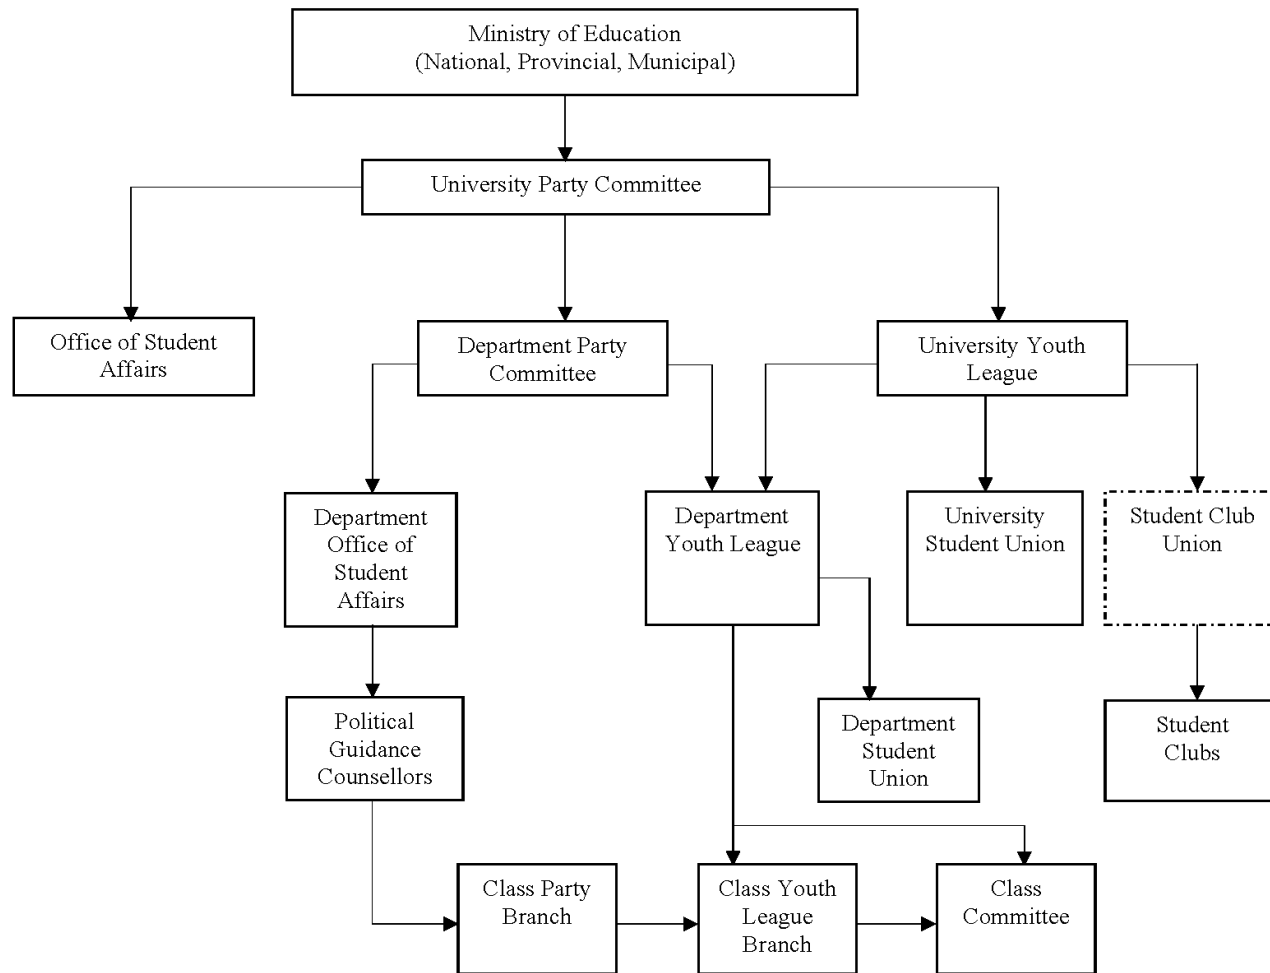 Ministry of Education
(National, Provincial, Municipal)
University Party Committee
Office of Student
Affairs
Department Party
Committee
University Youth
League
Department
Office of
Student
Affairs
Department
Youth League
University
Student Union
Student Club
Union
Political
Guidance
Counsellors
Department
Student
Union
Student
Clubs
Class Party
Branch
Class Youth
League
Branch
Class
Committee